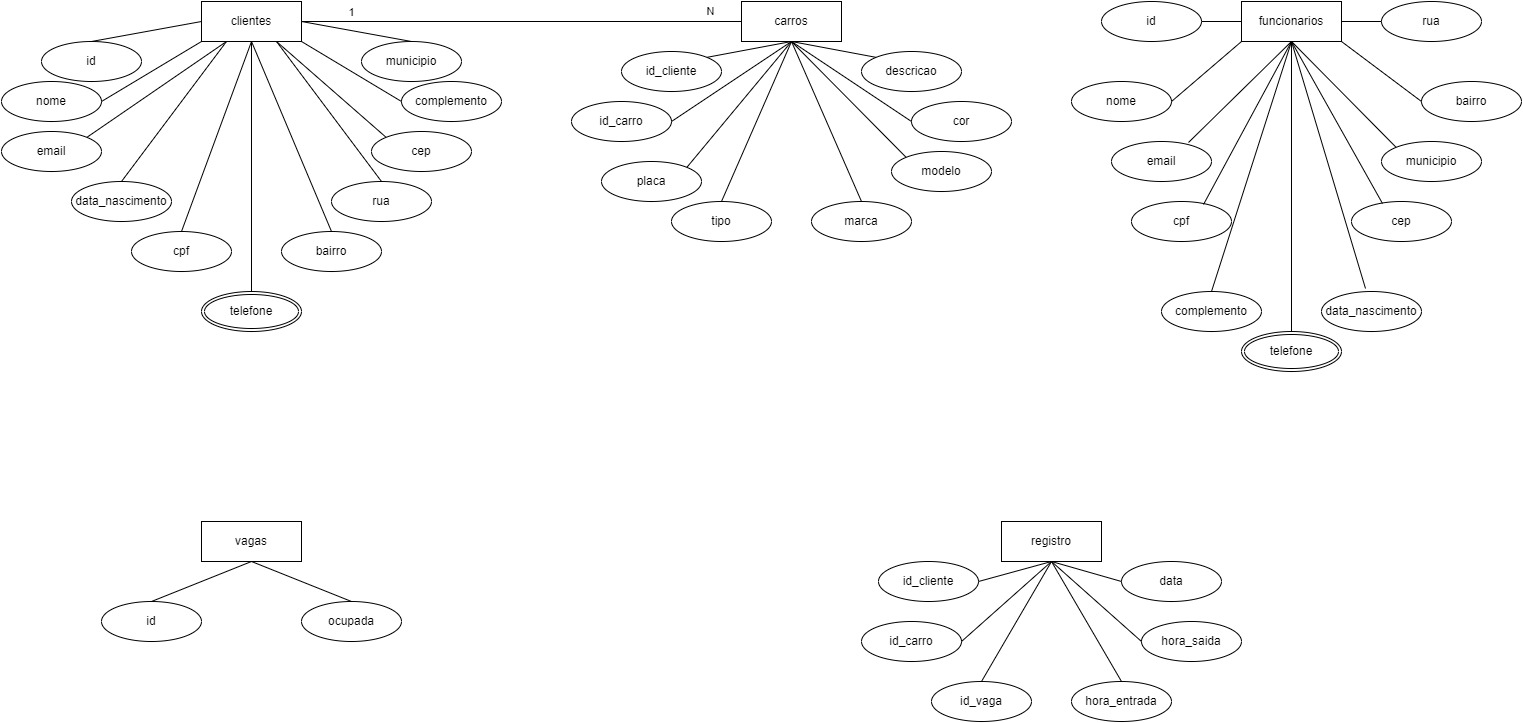 clientes
1
N
carros
id
funcionarios
rua
id
municipio
id_cliente
descricao
nome
complemento
nome
bairro
id_carro
cor
email
cep
email
municipio
placa
modelo
data_nascimento
rua
tipo
marca
cpf
cep
cpf
bairro
telefone
complemento
data_nascimento
telefone
vagas
registro
id_cliente
data
id
ocupada
id_carro
hora_saida
id_vaga
hora_entrada